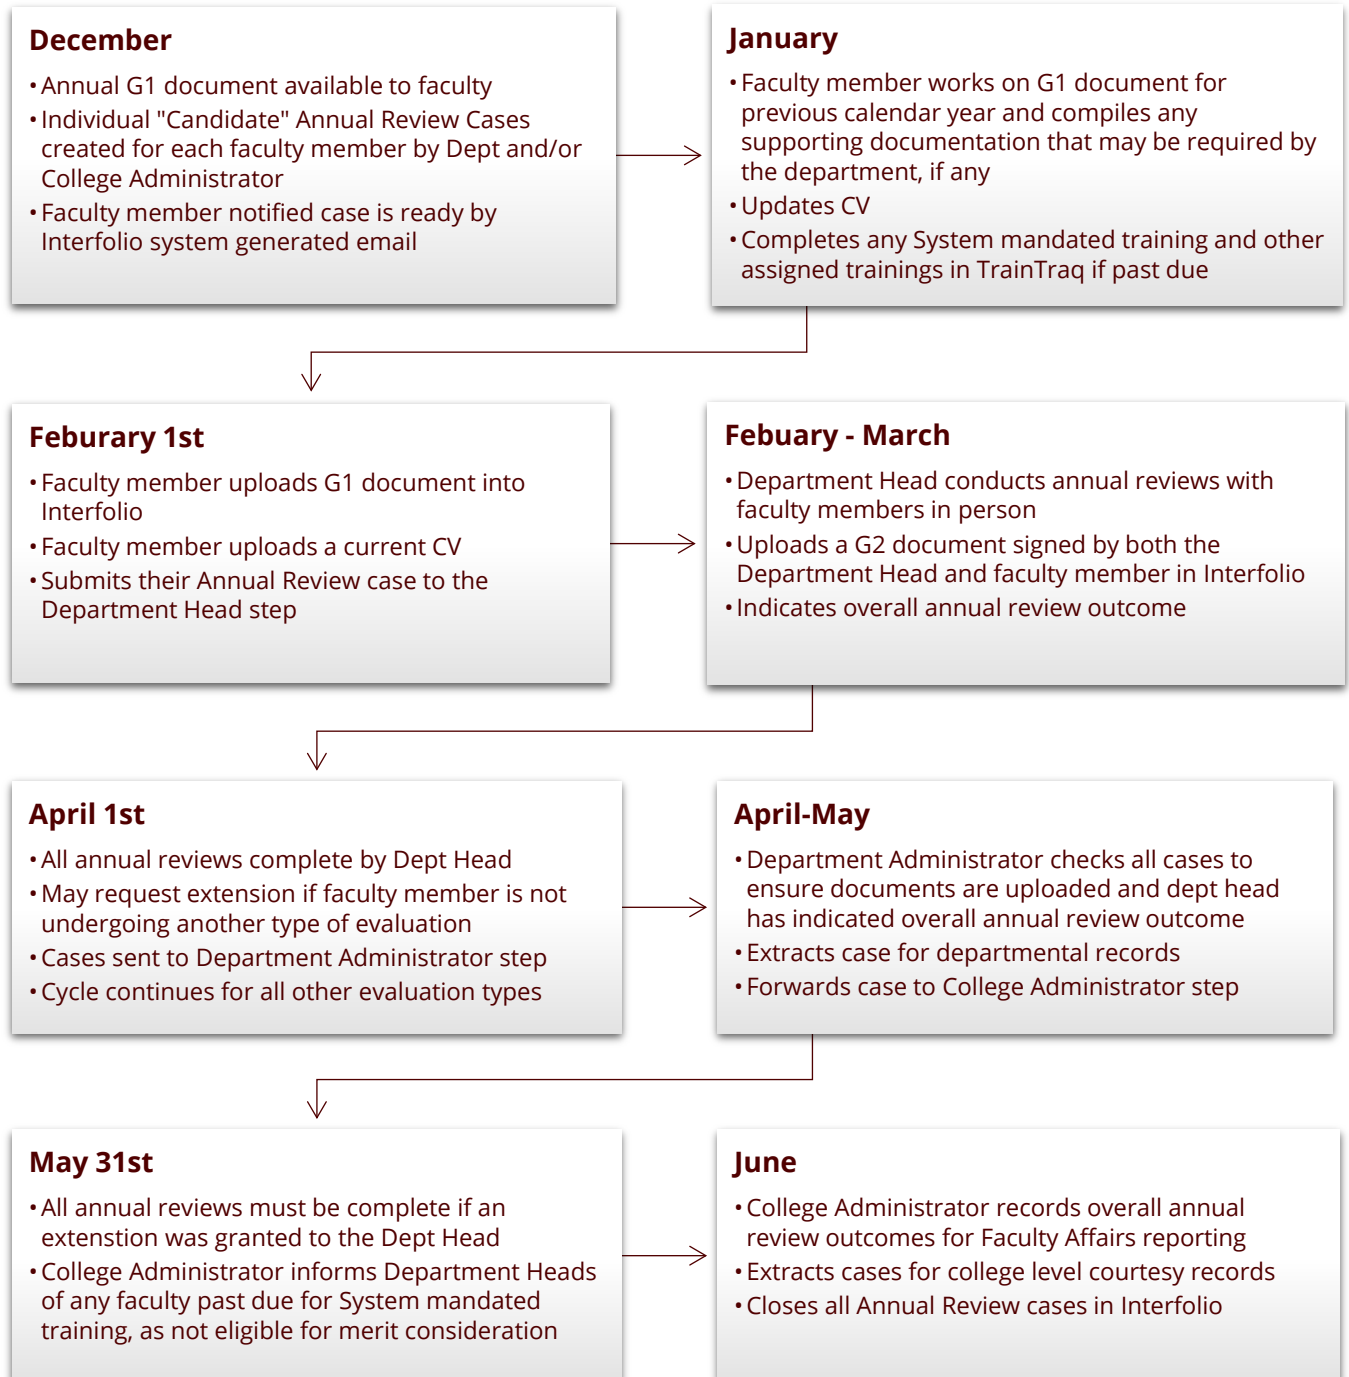 December
• Annual G1 document available to faculty
• Individual "Candidate" Annual Review Cases
created for each faculty member by Dept and/or
College Administrator
• Faculty member notified case is ready by
Interfolio system generated email
January
• Faculty member works on G1 document for
previous calendar year and compiles any
supporting documentation that may be required by
the department, if any
• Updates CV
• Completes any System mandated training and other
assigned trainings in TrainTraq if past due
Feburary 1st
• Faculty member uploads G1 document into
Interfolio
• Faculty member uploads a current CV
• Submits their Annual Review case to the
Department Head step
Febuary - March
• Department Head conducts annual reviews with
faculty members in person
• Uploads a G2 document signed by both the
Department Head and faculty member in Interfolio
• Indicates overall annual review outcome
April 1st
• All annual reviews complete by Dept Head
• May request extension if faculty member is not
undergoing another type of evaluation
• Cases sent to Department Administrator step
• Cycle continues for all other evaluation types
April-May
• Department Administrator checks all cases to
ensure documents are uploaded and dept head
has indicated overall annual review outcome
• Extracts case for departmental records
• Forwards case to College Administrator step
May 31st
• All annual reviews must be complete if an
extenstion was granted to the Dept Head
• College Administrator informs Department Heads
of any faculty past due for System mandated
training, as not eligible for merit consideration
June
• College Administrator records overall annual
review outcomes for Faculty Affairs reporting
• Extracts cases for college level courtesy records
• Closes all Annual Review cases in Interfolio